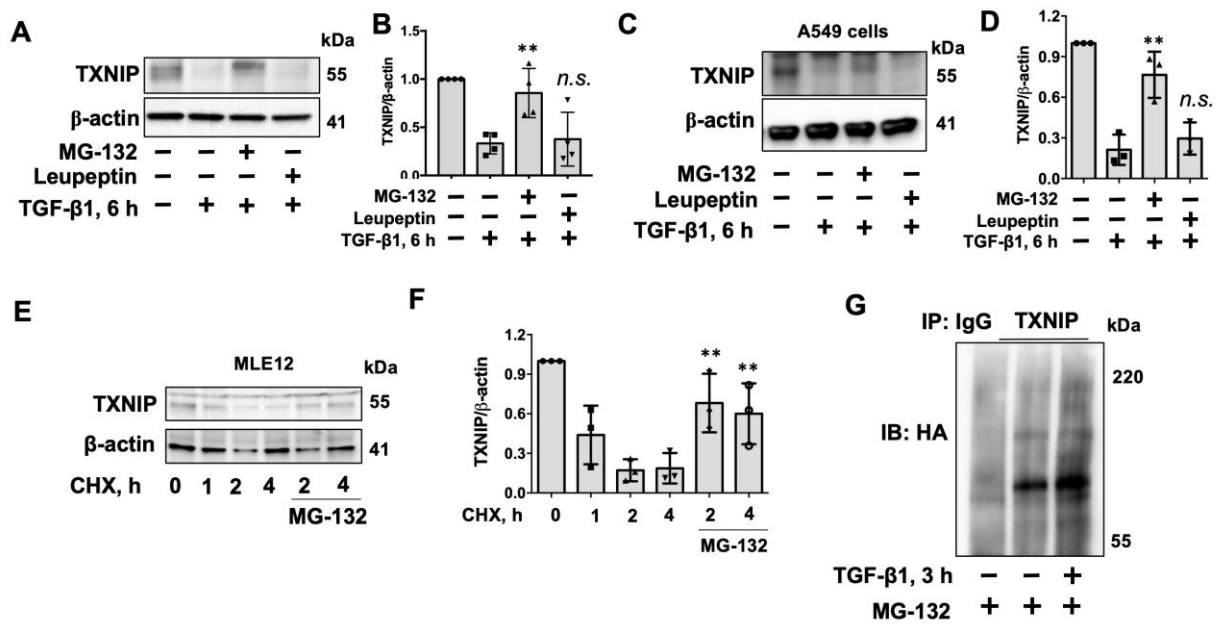 A
kDa
TXNIP
55
β-actin
41
MG-132 − − + −
Leupeptin − − − +
TGF-β1, 6 h − + + +
B
TXNIP/β-actin
1.5
1.0
0.5
0.0
**
n.s.
MG-132 − − + −
Leupeptin − − − +
TGF-β1, 6 h − + + +
C
A549 cells
kDa
TXNIP
55
β-actin
41
MG-132 − − + −
Leupeptin − − − +
TGF-β1, 6 h − + + +
D
TXNIP/β-actin
1.2
0.9
0.6
0.3
0.0
**
n.s.
MG-132 − − + −
Leupeptin − − − +
TGF-β1, 6 h − + + +
E
MLE12
kDa
TXNIP
55
β-actin
41
CHX, h 0 1 2 4 2 4
MG-132
F
TXNIP/β-actin
1.2
0.9
0.6
0.3
0.0
** **
CHX, h 0 1 2 4 2 4
MG-132
G
IP: IgG TXNIP kDa
220
IB: HA
55
TGF-β1, 3 h − − +
MG-132 + + +